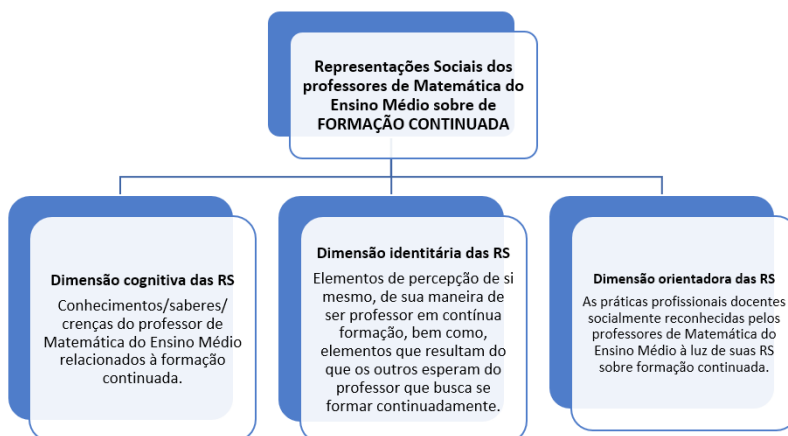 Representações Sociais dos
professores de Matemática do
Ensino Médio sobre de
FORMAÇÃO CONTINUADA
Dimensão cognitiva das RS
Conhecimentos/saberes/
crenças do professor de
Matemática do Ensino Médio
relacionados à formação
continuada.
Dimensão identitária das RS
Elementos de percepção de si
mesmo, de sua maneira de
ser professor em contínua
formação, bem como,
elementos que resultam do
que os outros esperam do
professor que busca se
formar continuadamente.
Dimensão orientadora das RS
As práticas profissionais docentes
socialmente reconhecidas pelos
professores de Matemática do
Ensino Médio à luz de suas RS
sobre formação continuada.